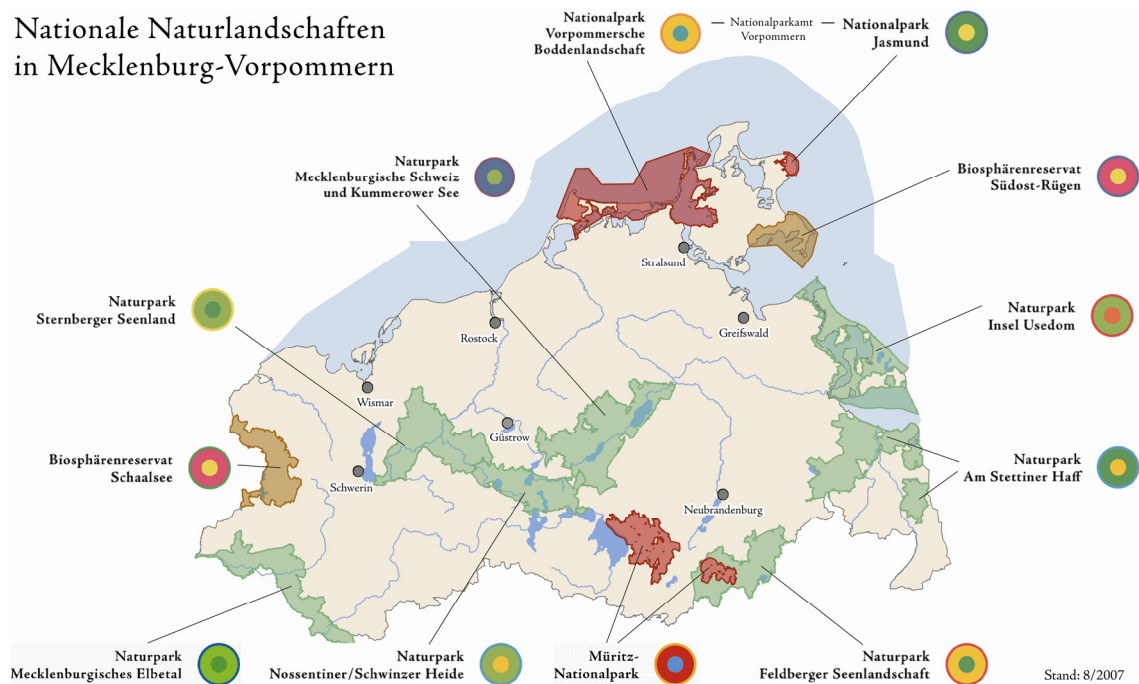 Nationale Naturlandschaften
in Mecklenburg-Vorpommern
Nationalpark
Vorpommersche
Boddenlandschaft
Nationalparkamt
Vorpommern
Nationalpark
Jasmund
Naturpark
Mecklenburgische Schweiz
und Kummerower See
Biosphärenreservat
Südost-Rügen
Stralsund
Naturpark
Sternberger Seenland
Rostock
Greifswald
Naturpark
Insel Usedom
Wismar
Güstrow
Biosphärenreservat
Schaalsee
Schwerin
Neubrandenburg
Naturpark
Am Stettiner Haff
Naturpark
Mecklenburgisches Elbetal
Naturpark
Nossentiner/Schwinzer Heide
Müritz-
Nationalpark
Naturpark
Feldberger Seenlandschaft
Stand: 8/2007